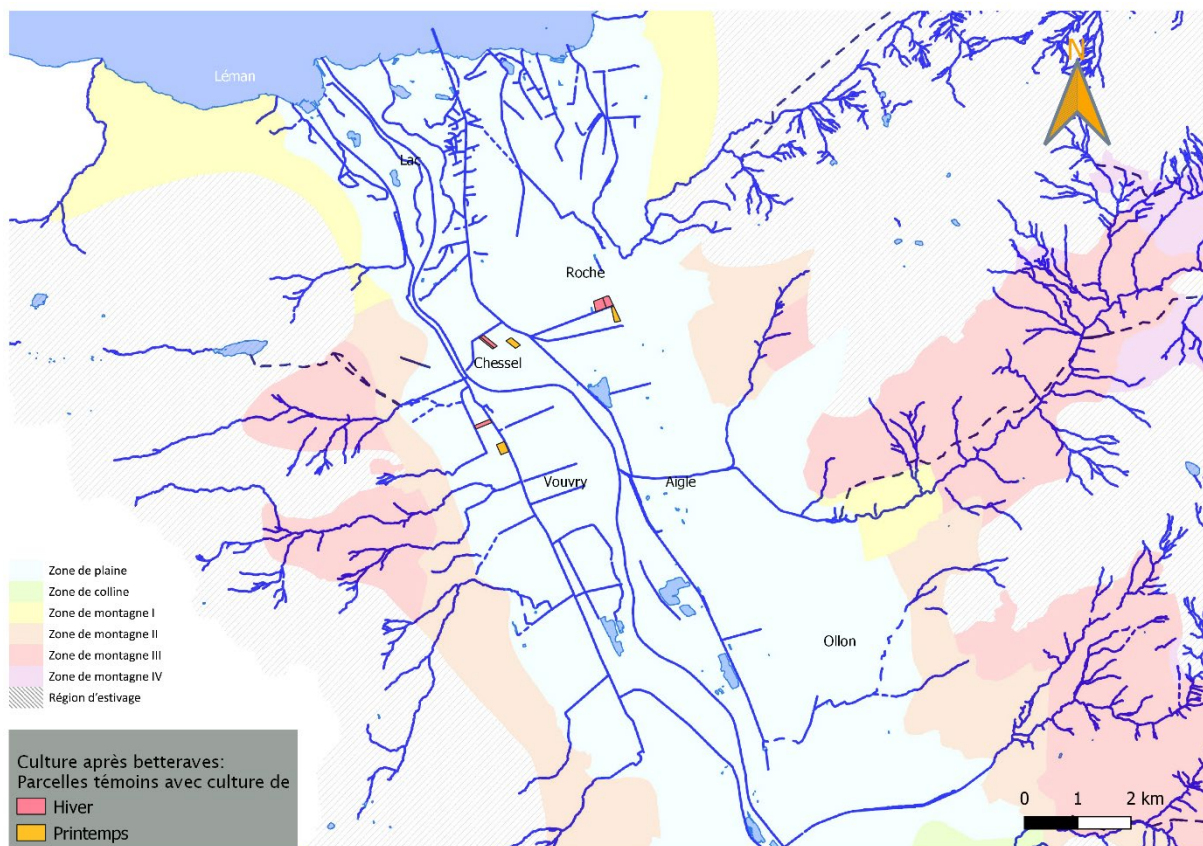 N
Léman
Lac
Roche
Chessel
Vouvry
Aigle
Ollon
Zone de plaine
Zone de colline
Zone de montagne I
Zone de montagne II
Zone de montagne III
Zone de montagne IV
Région d'estivage
Culture après betteraves:
Parcelles témoins avec culture de
Hiver
Printemps
0 1 2 km